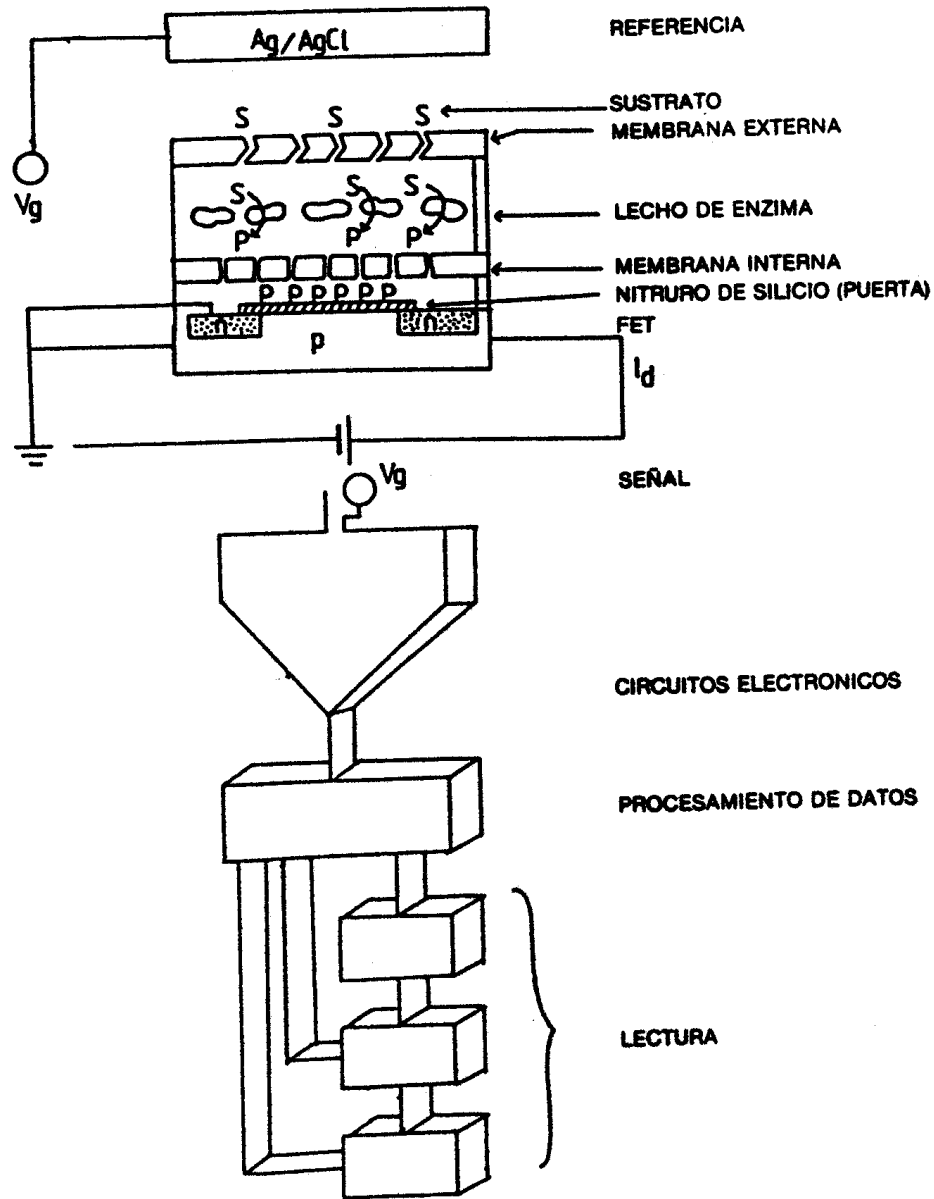 Ag/AgCl
REFERENCIA
S S S
SUSTRATO
MEMBRANA EXTERNA
Vg
S S S
LECHO DE ENZIMA
P P P
MEMBRANA INTERNA
P P P P P P
NITRURO DE SILICIO (PUERTA)
n n
FET
p
Id
Vg
SEÑAL
CIRCUITOS ELECTRONICOS
PROCESAMIENTO DE DATOS
LECTURA